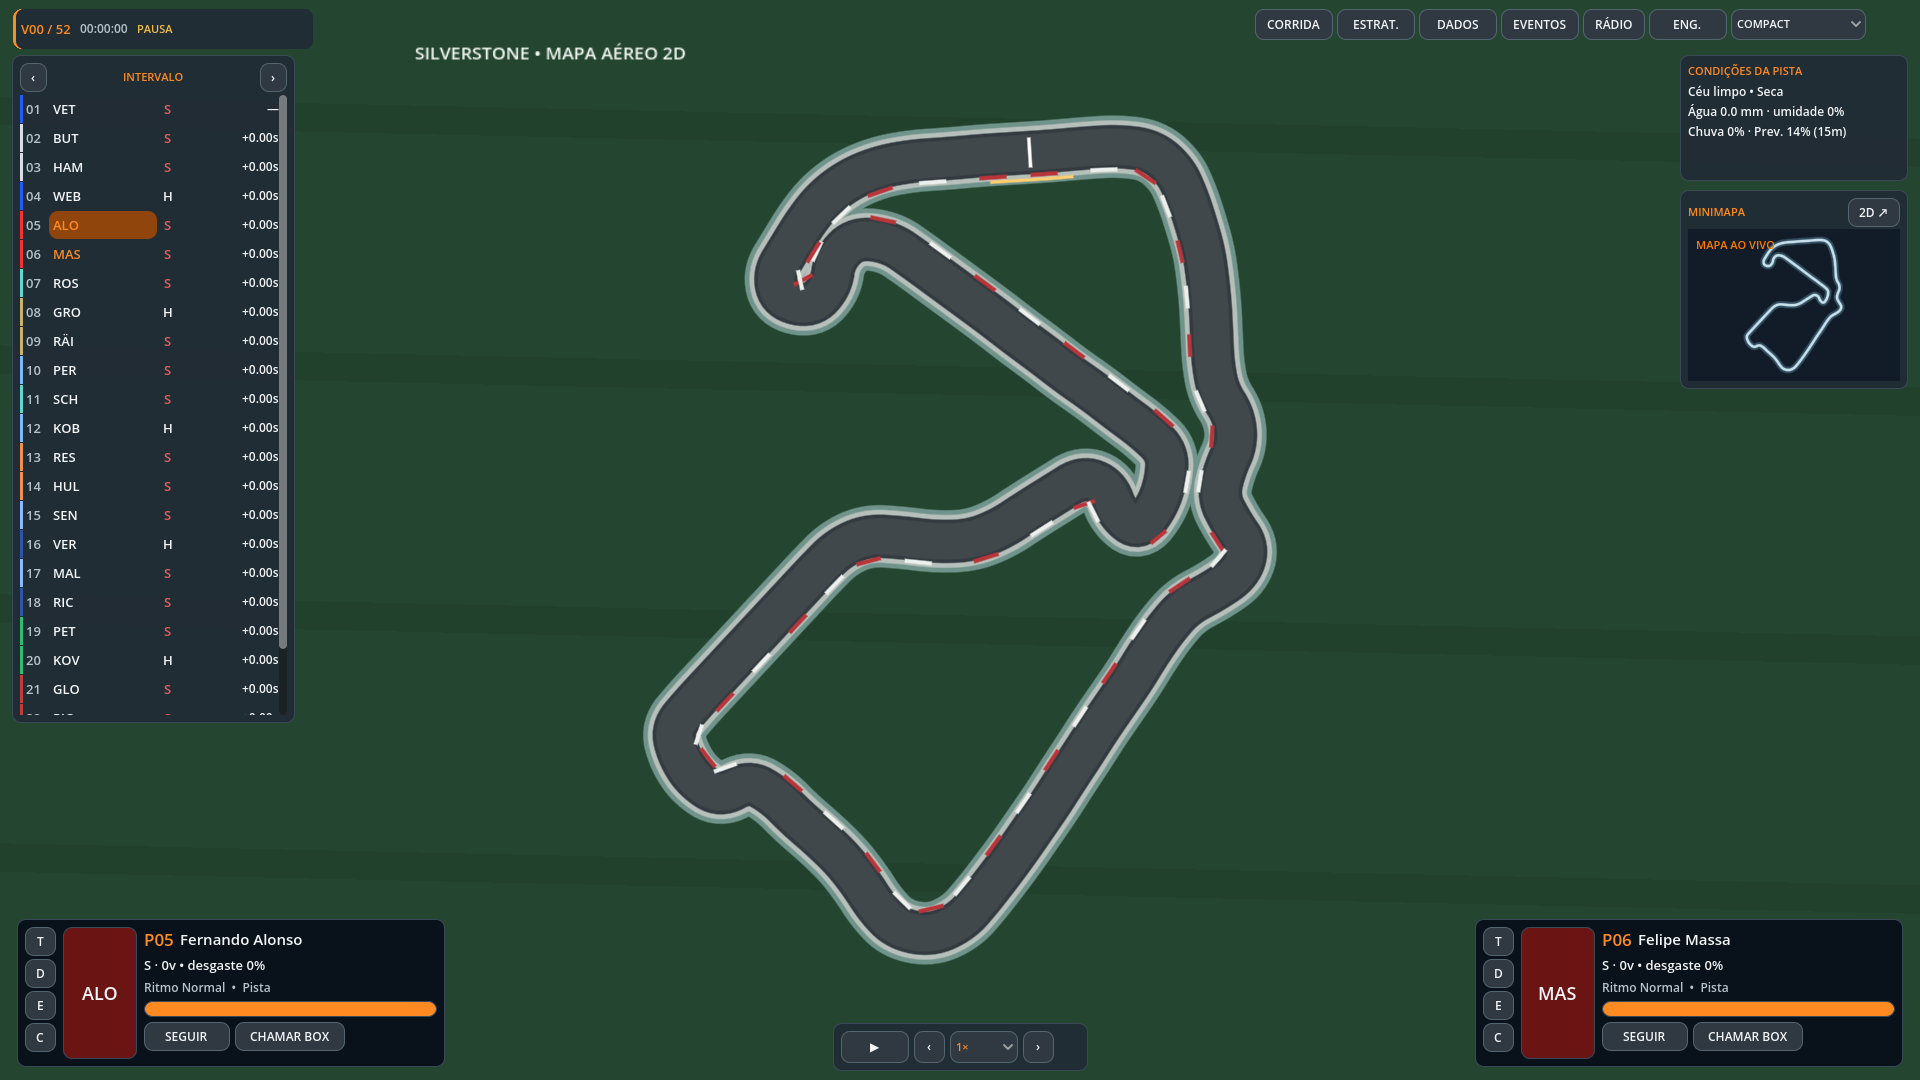 V00 / 52 00:00:00 PAUSA
CORRIDA ESTRAT. DADOS EVENTOS RÁDIO ENG. COMPACT
SILVERSTONE • MAPA AÉREO 2D
‹ INTERVALO ›
01 VET S —
02 BUT S +0.00s
03 HAM S +0.00s
04 WEB H +0.00s
05 ALO S +0.00s
06 MAS S +0.00s
07 ROS S +0.00s
08 GRO H +0.00s
09 RÄI S +0.00s
10 PER S +0.00s
11 SCH S +0.00s
12 KOB H +0.00s
13 RES S +0.00s
14 HUL S +0.00s
15 SEN S +0.00s
16 VER H +0.00s
17 MAL S +0.00s
18 RIC S +0.00s
19 PET S +0.00s
20 KOV H +0.00s
21 GLO S +0.00s
CONDIÇÕES DA PISTA
Céu limpo • Seca
Água 0.0 mm · umidade 0%
Chuva 0% · Prev. 14% (15m)
MINIMAPA 2D ↗
MAPA AO VIVO
T
D
E
C
ALO
P05 Fernando Alonso
S · 0v • desgaste 0%
Ritmo Normal • Pista
SEGUIR CHAMAR BOX
▶ ‹ 1× ›
T
D
E
C
MAS
P06 Felipe Massa
S · 0v • desgaste 0%
Ritmo Normal • Pista
SEGUIR CHAMAR BOX